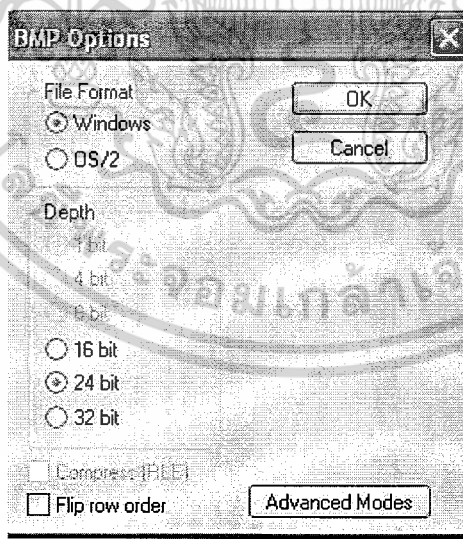 BMP Options
File Format
OK
Windows
Cancel
OS/2
Depth
1 bit
4 bit
8 bit
16 bit
24 bit
32 bit
Compress (RLE)
Flip row order
Advanced Modes